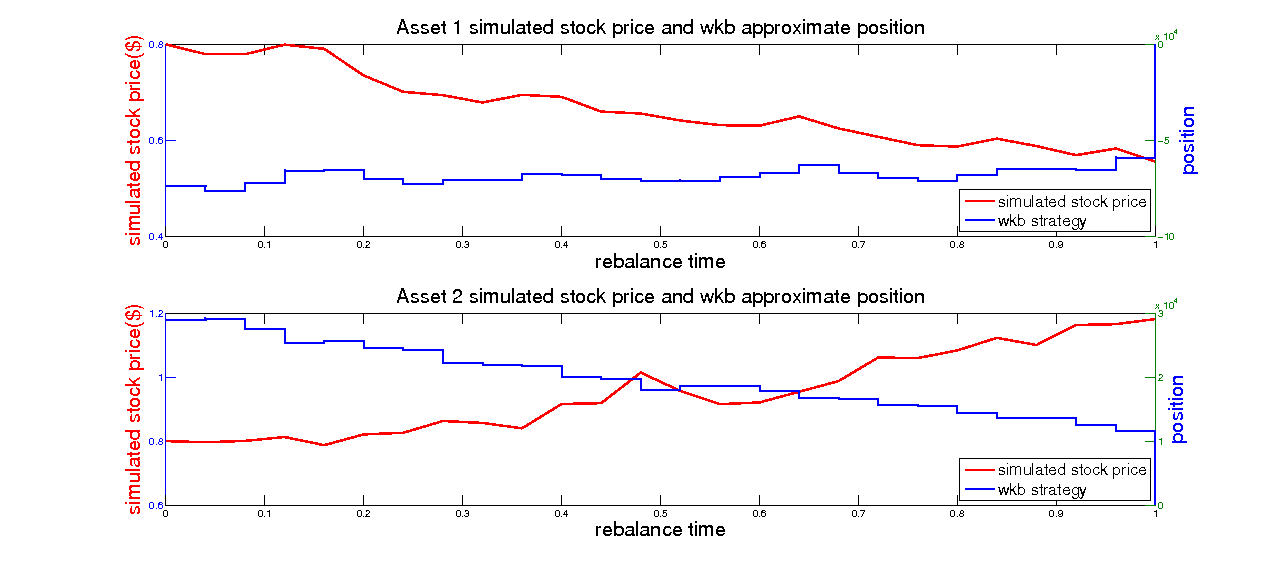 Asset 1 simulated stock price and wkb approximate position
x 10^4
0.8
0
simulated stock price($)
0.6
-5
position
simulated stock price
wkb strategy
0.4
-10
0 0.1 0.2 0.3 0.4 0.5 0.6 0.7 0.8 0.9 1
rebalance time
Asset 2 simulated stock price and wkb approximate position
x 10^4
1.2
3
simulated stock price($)
1
2
position
0.8
1
simulated stock price
wkb strategy
0.6
0
0 0.1 0.2 0.3 0.4 0.5 0.6 0.7 0.8 0.9 1
rebalance time